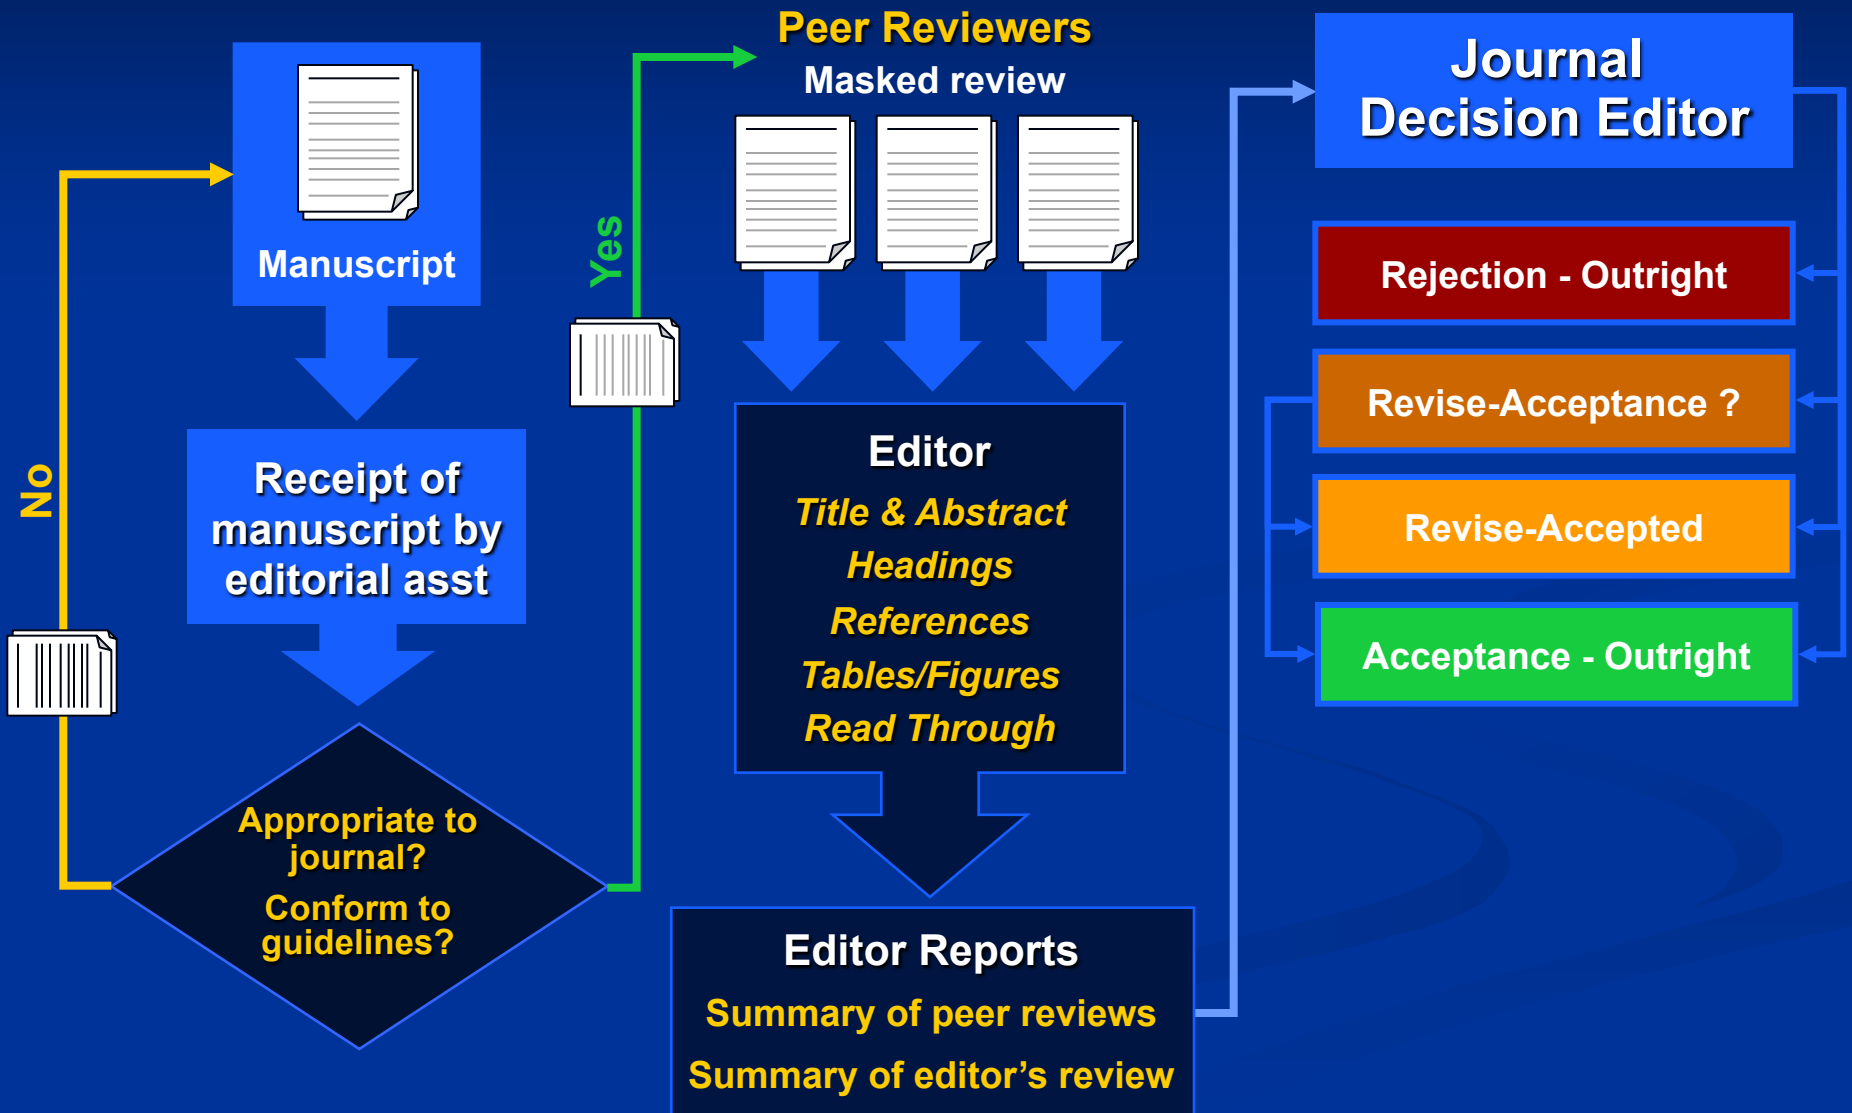 Manuscript
No
Receipt of
manuscript by
editorial asst
Appropriate to
journal?
Conform to
guidelines?
Yes
Peer Reviewers
Masked review
Editor
Title & Abstract
Headings
References
Tables/Figures
Read Through
Editor Reports
Summary of peer reviews
Summary of editor’s review
Journal
Decision Editor
Rejection - Outright
Revise-Acceptance ?
Revise-Accepted
Acceptance - Outright